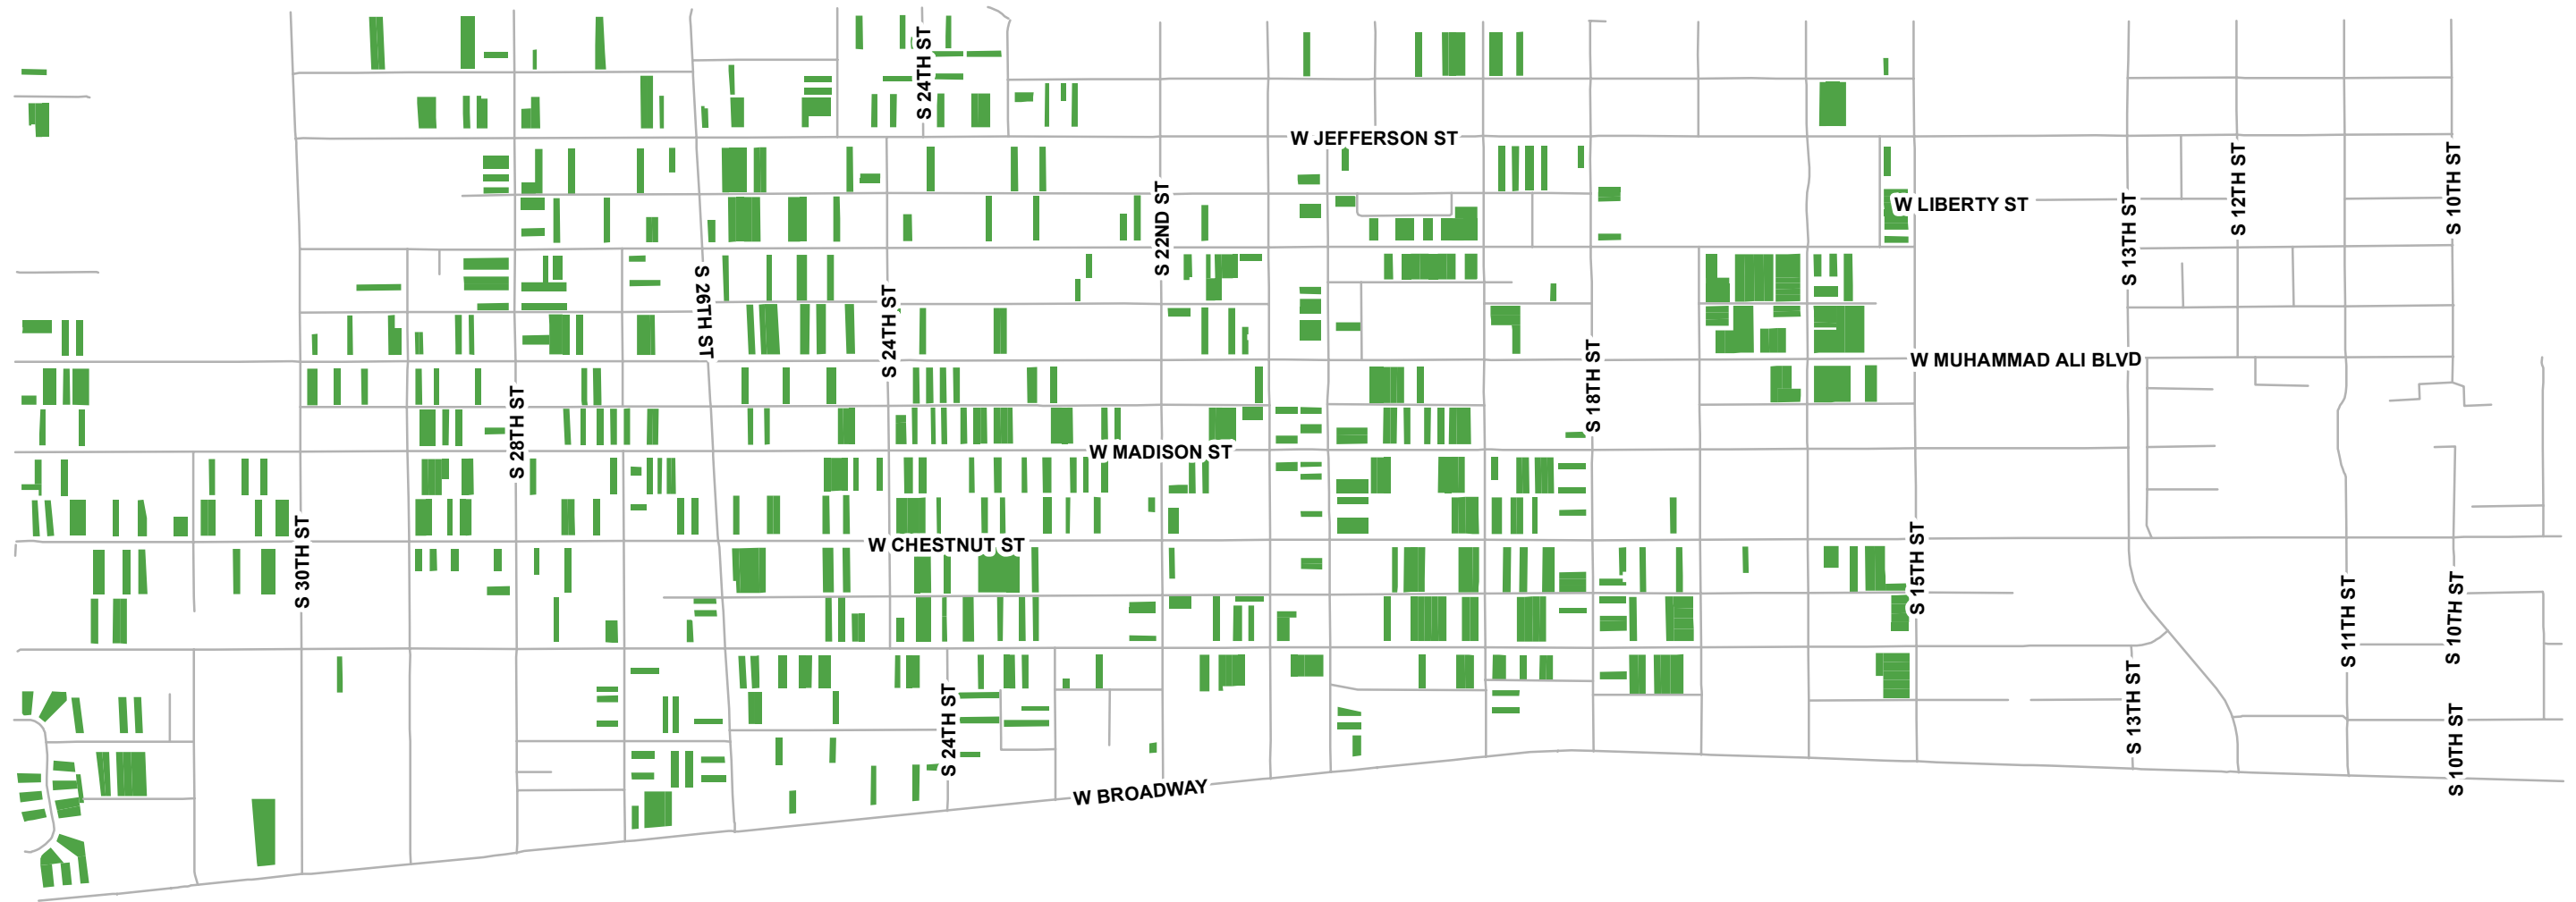 S 24TH ST
W JEFFERSON ST
S 12TH ST
S 10TH ST
W LIBERTY ST
S 22ND ST
S 13TH ST
S 26TH ST
S 24TH ST
W MUHAMMAD ALI BLVD
S 18TH ST
S 28TH ST
W MADISON ST
W CHESTNUT ST
S 30TH ST
S 15TH ST
S 11TH ST
S 10TH ST
S 24TH ST
S 13TH ST
S 10TH ST
W BROADWAY